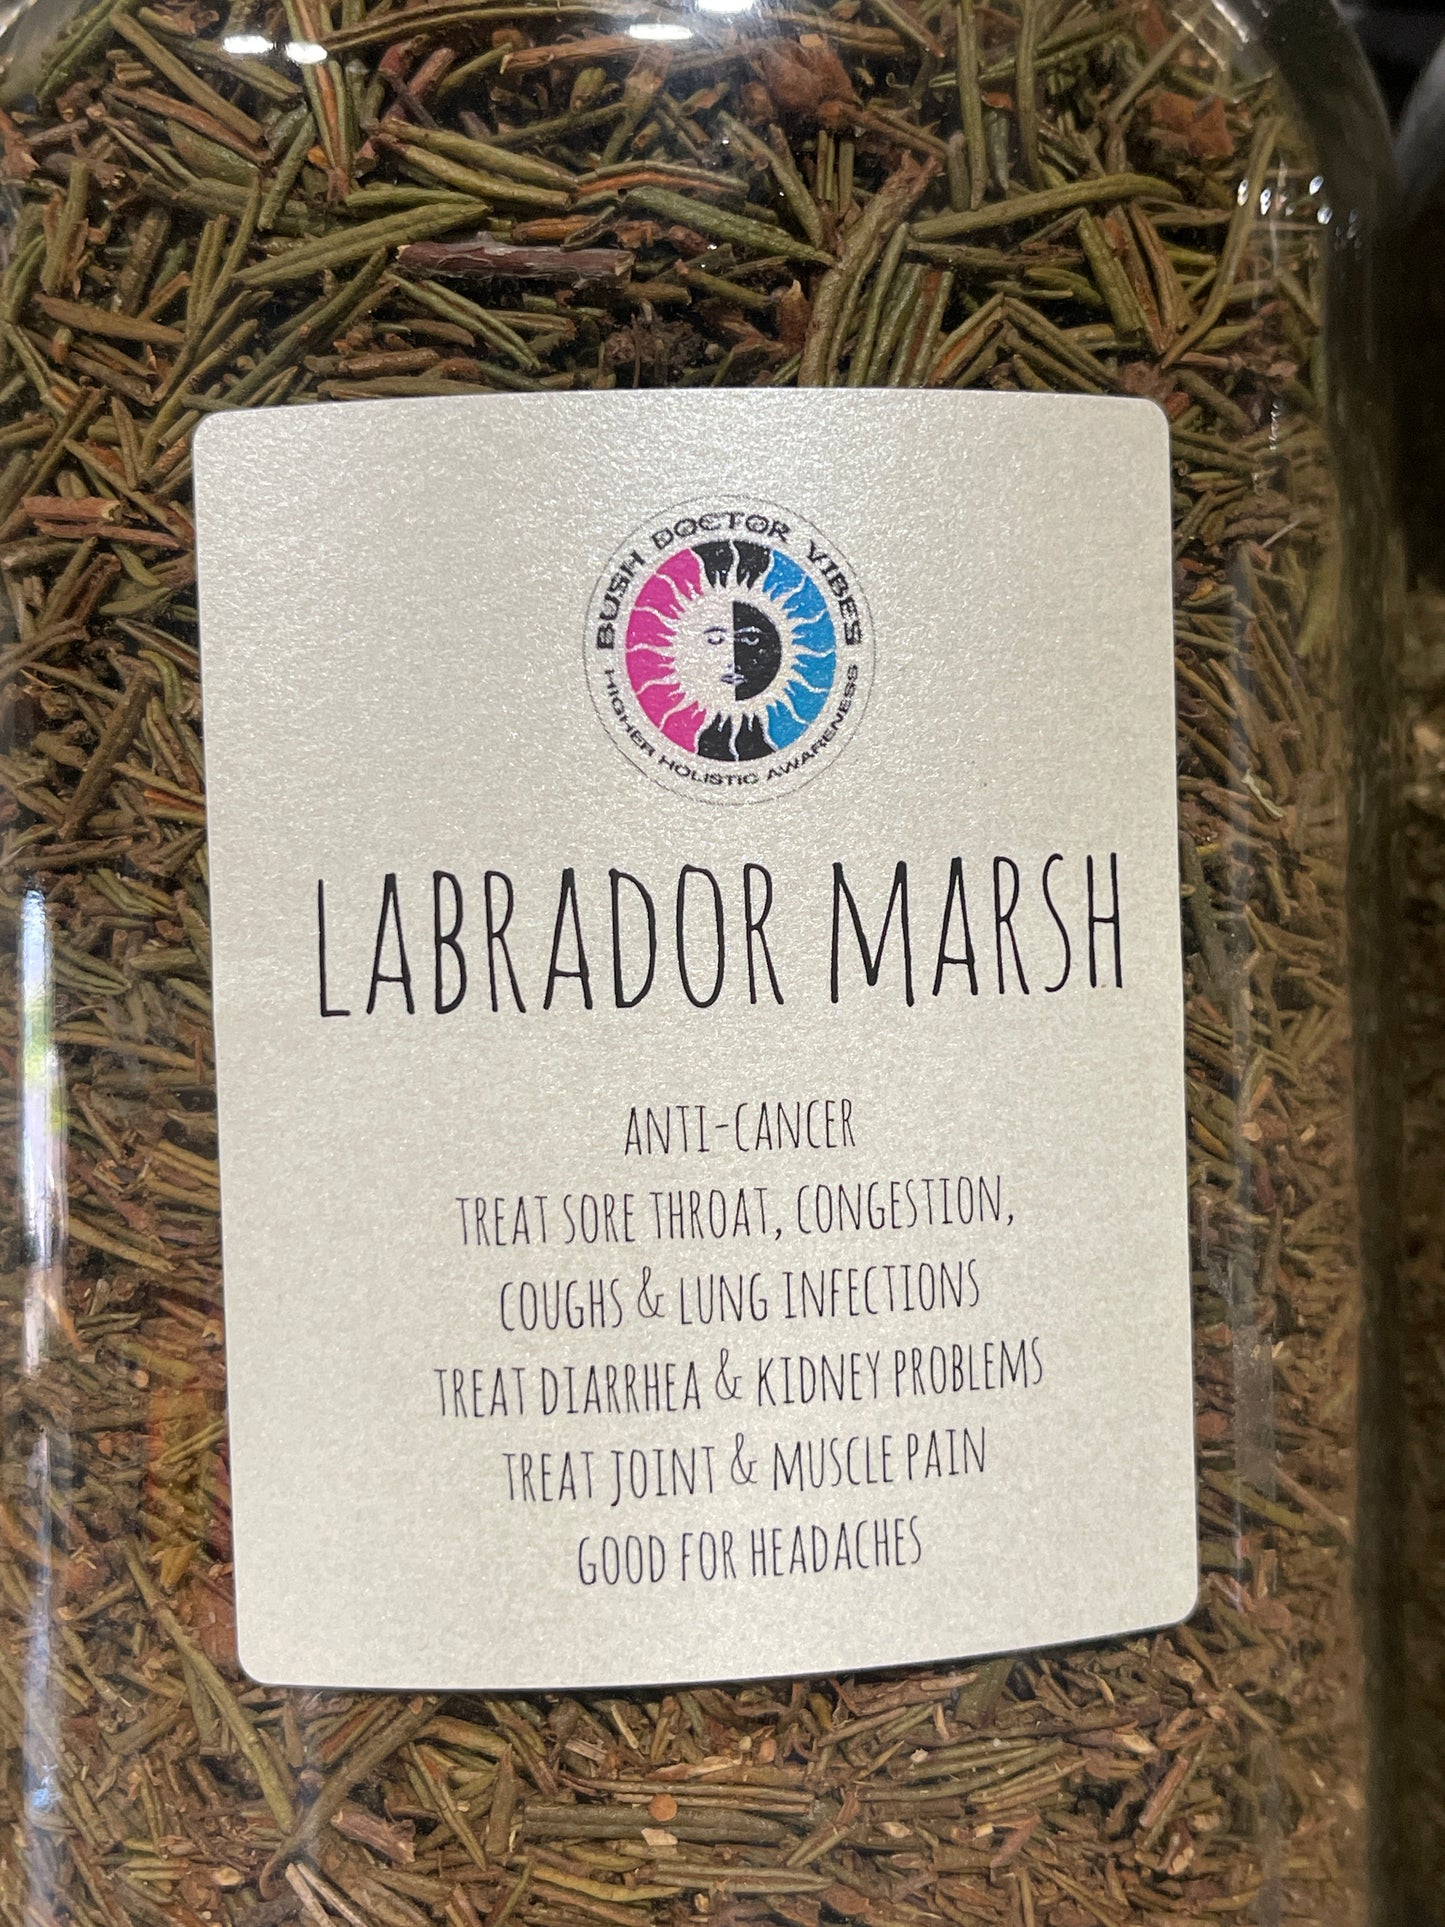 BUSH DOCTOR VIBES
HIGHER HOLISTIC AWARENESS
LABRADOR MARSH
ANTI-CANCER
TREAT SORE THROAT, CONGESTION,
COUGHS & LUNG INFECTIONS
TREAT DIARRHEA & KIDNEY PROBLEMS
TREAT JOINT & MUSCLE PAIN
GOOD FOR HEADACHES